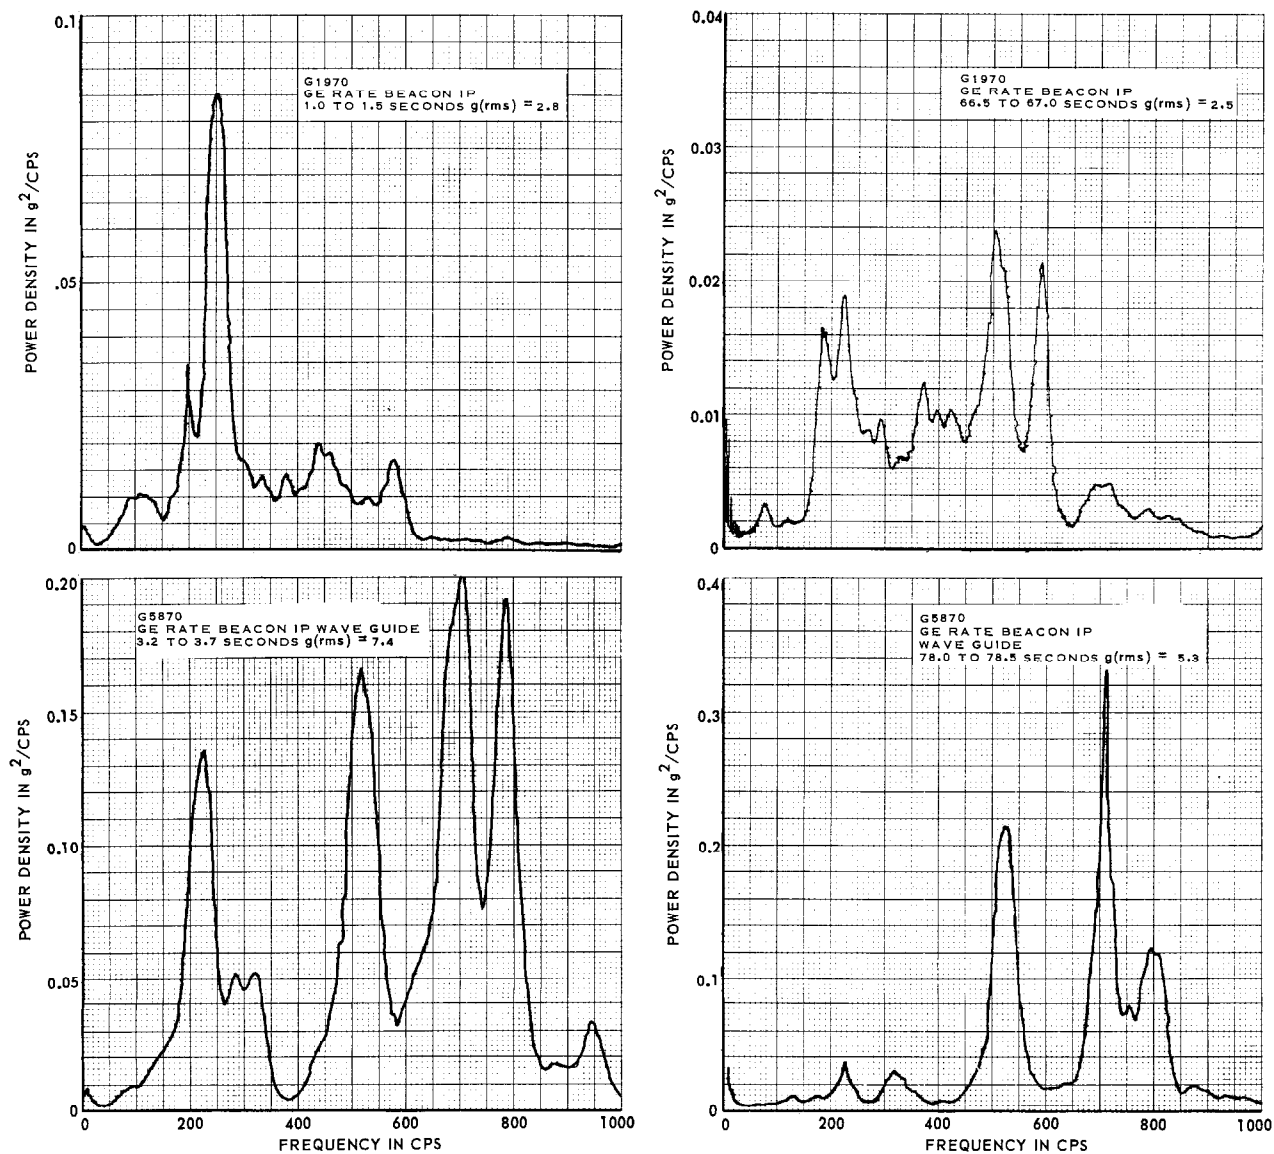 0.1
.05
0
POWER DENSITY IN g²/CPS
G1970
GE RATE BEACON IP
1.0 TO 1.5 SECONDS g(rms) = 2.8
0.04
0.03
0.02
0.01
0
POWER DENSITY IN g²/CPS
G1970
GE RATE BEACON IP
66.5 TO 67.0 SECONDS g(rms) = 2.5
0.20
0.15
0.10
0.05
0
POWER DENSITY IN g²/CPS
G5870
GE RATE BEACON IP WAVE GUIDE
3.2 TO 3.7 SECONDS g(rms) = 7.4
0 200 400 600 800 1000
FREQUENCY IN CPS
0.4
0.3
0.2
0.1
0
POWER DENSITY IN g²/CPS
G5870
GE RATE BEACON IP
WAVE GUIDE
78.0 TO 78.5 SECONDS g(rms) = 5.3
0 200 400 600 800 1000
FREQUENCY IN CPS